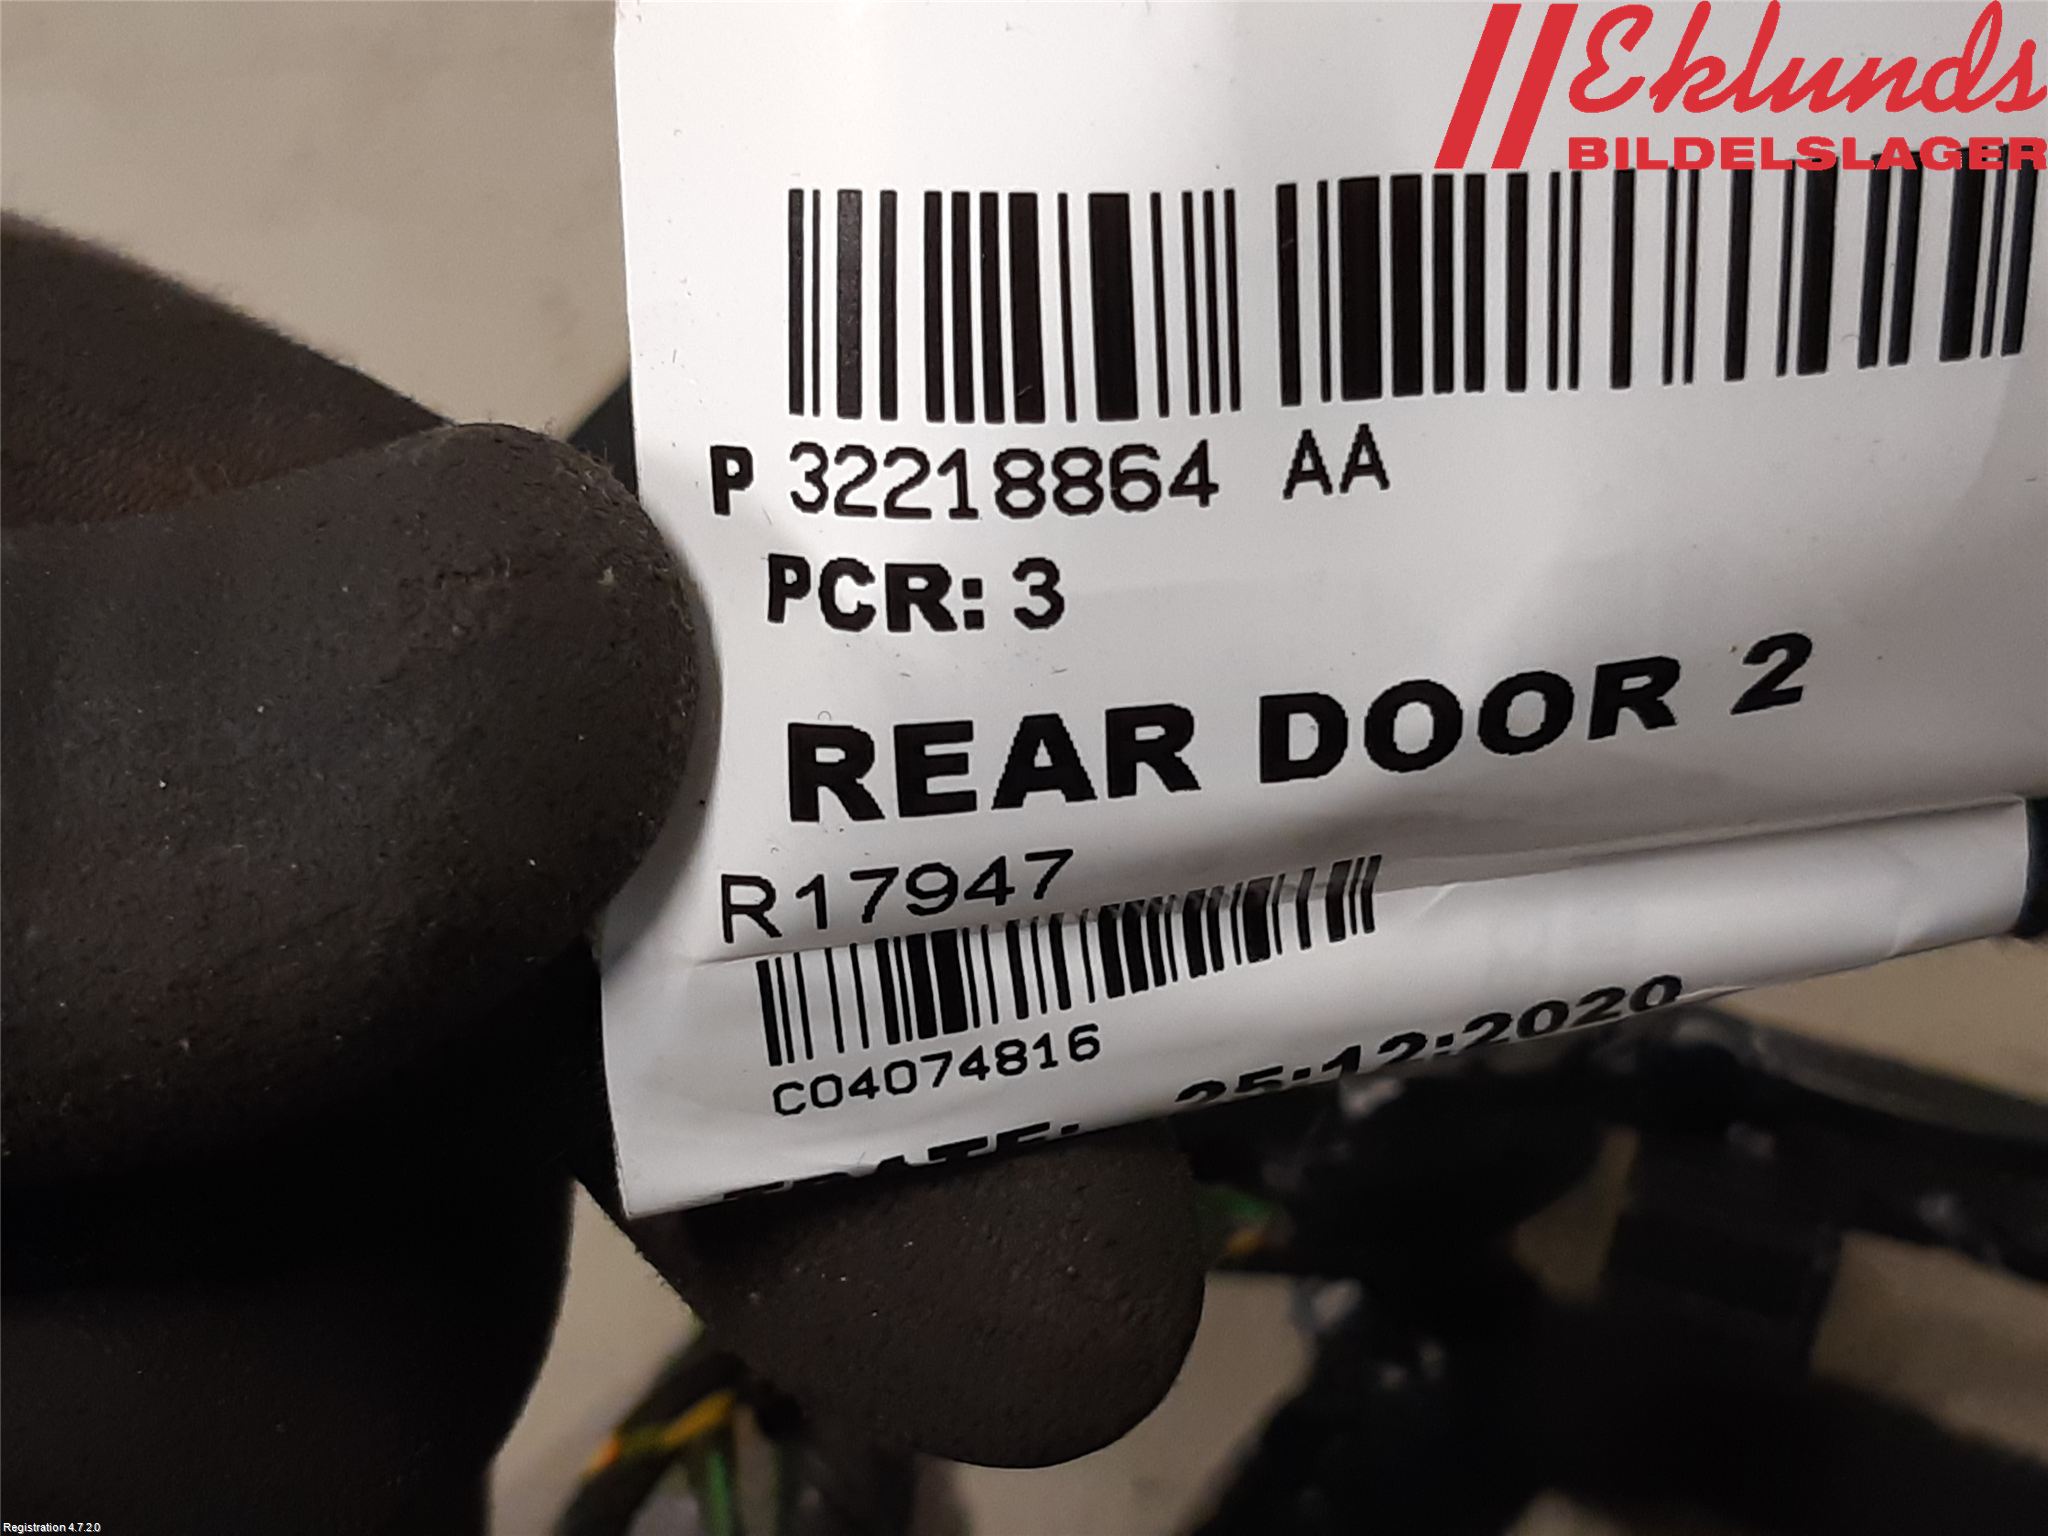 Eklunds
BILDELSLAGER
P 32218864 AA
PCR: 3
REAR DOOR 2
R17947
C04074816
DATE: 25:12:2020
Registration 4.7.2.0